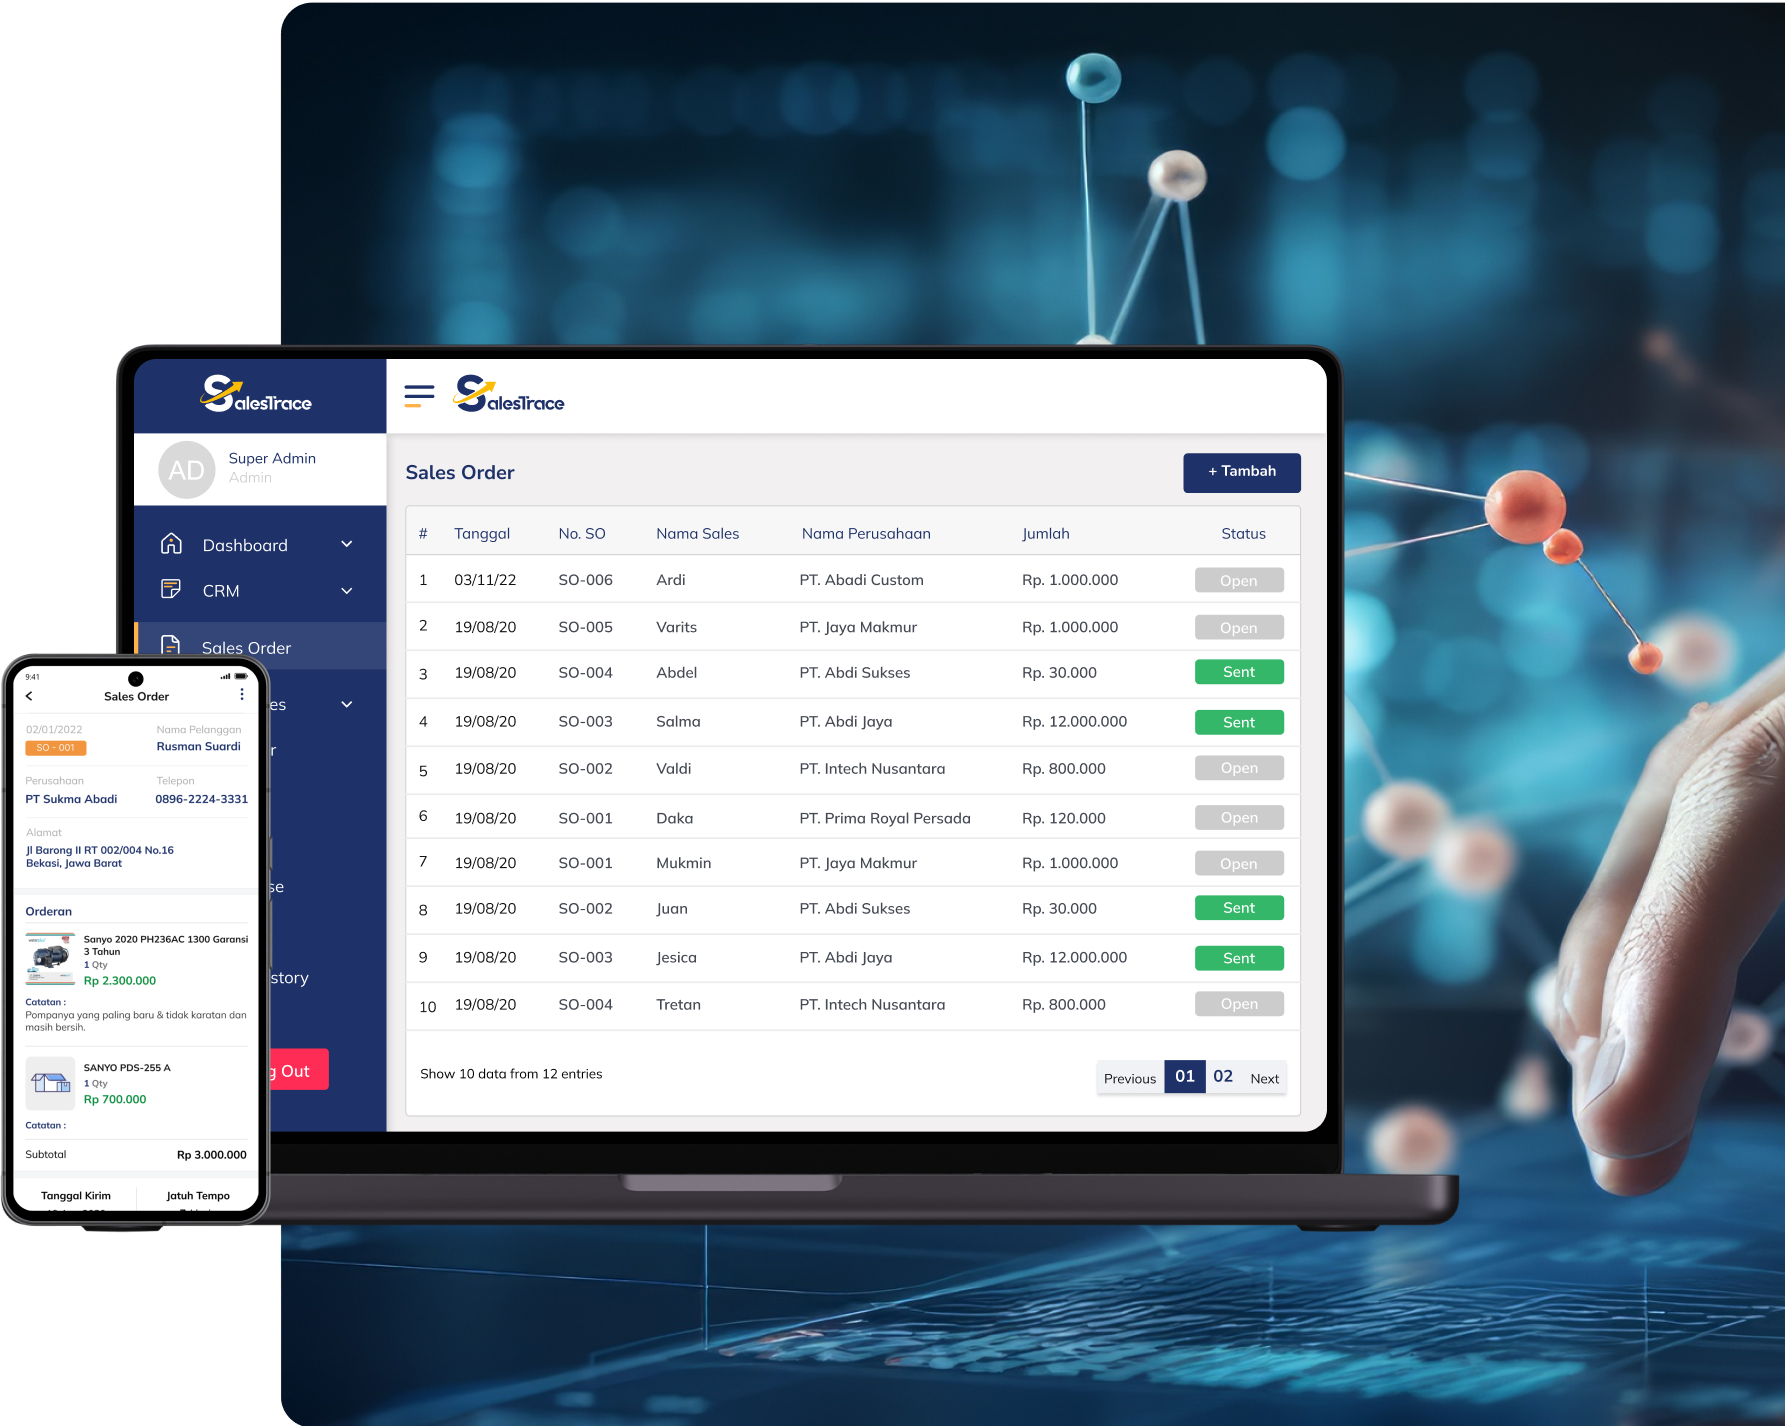 SalesTrace
SalesTrace
AD
Super Admin
Admin
Dashboard
CRM
Sales Order
es
r
se
story
g Out
Sales Order
+ Tambah
# Tanggal No. SO Nama Sales Nama Perusahaan Jumlah Status
1 03/11/22 SO-006 Ardi PT. Abadi Custom Rp. 1.000.000 Open
2 19/08/20 SO-005 Varits PT. Jaya Makmur Rp. 1.000.000 Open
3 19/08/20 SO-004 Abdel PT. Abdi Sukses Rp. 30.000 Sent
4 19/08/20 SO-003 Salma PT. Abdi Jaya Rp. 12.000.000 Sent
5 19/08/20 SO-002 Valdi PT. Intech Nusantara Rp. 800.000 Open
6 19/08/20 SO-001 Daka PT. Prima Royal Persada Rp. 120.000 Open
7 19/08/20 SO-001 Mukmin PT. Jaya Makmur Rp. 1.000.000 Open
8 19/08/20 SO-002 Juan PT. Abdi Sukses Rp. 30.000 Sent
9 19/08/20 SO-003 Jesica PT. Abdi Jaya Rp. 12.000.000 Sent
10 19/08/20 SO-004 Tretan PT. Intech Nusantara Rp. 800.000 Open
Show 10 data from 12 entries
Previous 01 02 Next
9:41
Sales Order
02/01/2022 Nama Pelanggan
SO - 001 Rusman Suardi
Perusahaan Telepon
PT Sukma Abadi 0896-2224-3331
Alamat
Jl Barong II RT 002/004 No.16
Bekasi, Jawa Barat
Orderan
Sanyo 2020 PH236AC 1300 Garansi
3 Tahun
1 Qty
Rp 2.300.000
Catatan :
Pompanya yang paling baru & tidak karatan dan
masih bersih.
SANYO PDS-255 A
1 Qty
Rp 700.000
Catatan :
Subtotal Rp 3.000.000
Tanggal Kirim Jatuh Tempo